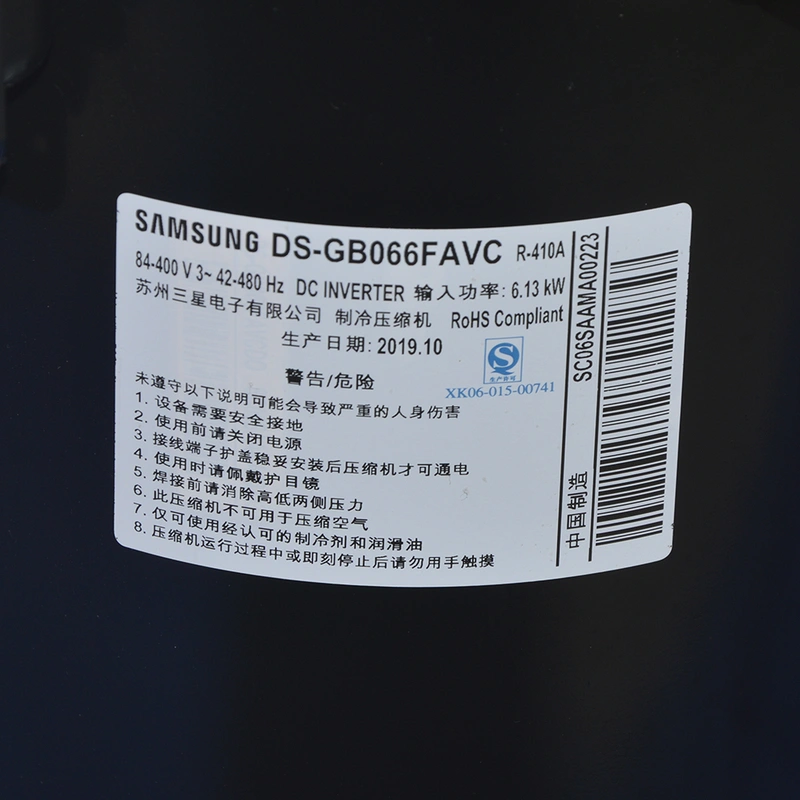 SAMSUNG DS-GB066FAVC R-410A
84-400 V 3~ 42-480 Hz DC INVERTER 输入功率: 6.13 kW
苏州三星电子有限公司 制冷压缩机 RoHS Compliant
生产日期: 2019.10
警告/危险
生产许可
XK06-015-00741
未遵守以下说明可能会导致严重的人身伤害
1. 设备需要安全接地
2. 使用前请关闭电源
3. 接线端子护盖稳妥安装后压缩机才可通电
4. 使用时请佩戴护目镜
5. 焊接前请消除高低两侧压力
6. 此压缩机不可用于压缩空气
7. 仅可使用经认可的制冷剂和润滑油
8. 压缩机运行过程中或即刻停止后请勿用手触摸
中国制造
SC06SAAMA00223